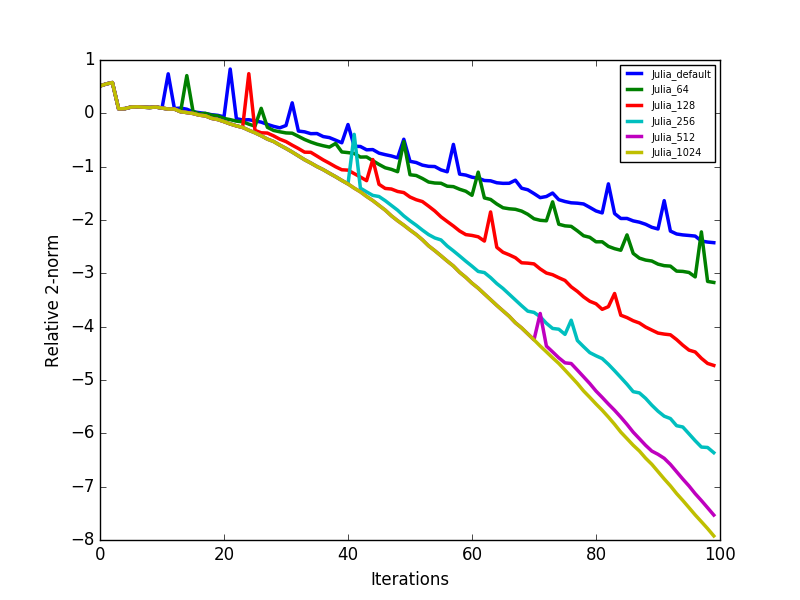 1
0
−1
−2
−3
−4
−5
−6
−7
−8
Relative 2-norm
Julia_default
Julia_64
Julia_128
Julia_256
Julia_512
Julia_1024
0 20 40 60 80 100
Iterations